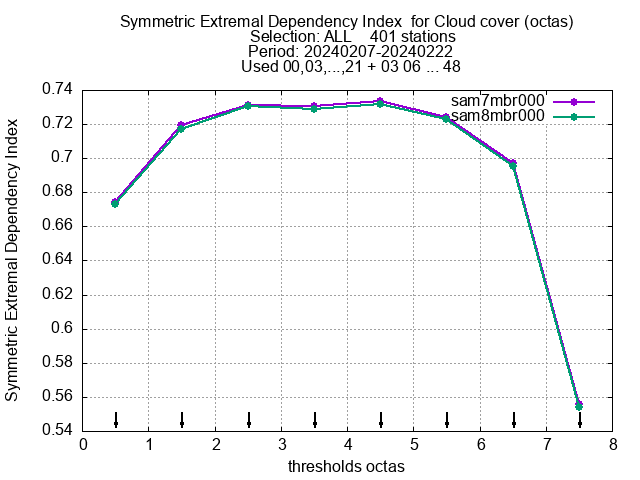 Symmetric Extremal Dependency Index  for Cloud cover (octas)
Selection: ALL    401 stations
Period: 20240207-20240222
Used 00,03,...,21 + 03 06 ... 48
sam7mbr000
sam8mbr000
Symmetric Extremal Dependency Index
0.74
0.72
0.7
0.68
0.66
0.64
0.62
0.6
0.58
0.56
0.54
0 1 2 3 4 5 6 7 8
thresholds octas